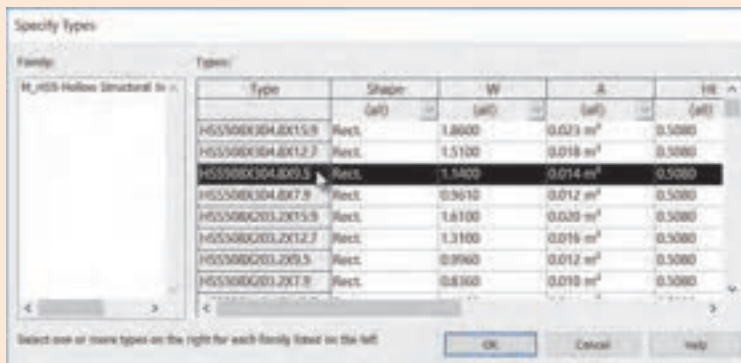 Specify Types
Family: Types:
M_HSS-Hollow Structural Se
Type Shape W A Ht
(all) (all) (all) (all)
HSS508X304.8X15.9 Rect. 1.8600 0.023 m² 0.5080
HSS508X304.8X12.7 Rect. 1.5100 0.018 m² 0.5080
HSS508X304.8X9.5 Rect. 1.1400 0.014 m² 0.5080
HSS508X304.8X7.9 Rect. 0.9610 0.012 m² 0.5080
HSS508X203.2X15.9 Rect. 1.6100 0.020 m² 0.5080
HSS508X203.2X12.7 Rect. 1.3100 0.016 m² 0.5080
HSS508X203.2X9.5 Rect. 0.9960 0.012 m² 0.5080
HSS508X203.2X7.9 Rect. 0.8360 0.010 m² 0.5080
Select one or more types on the right for each family listed on the left
OK Cancel Help